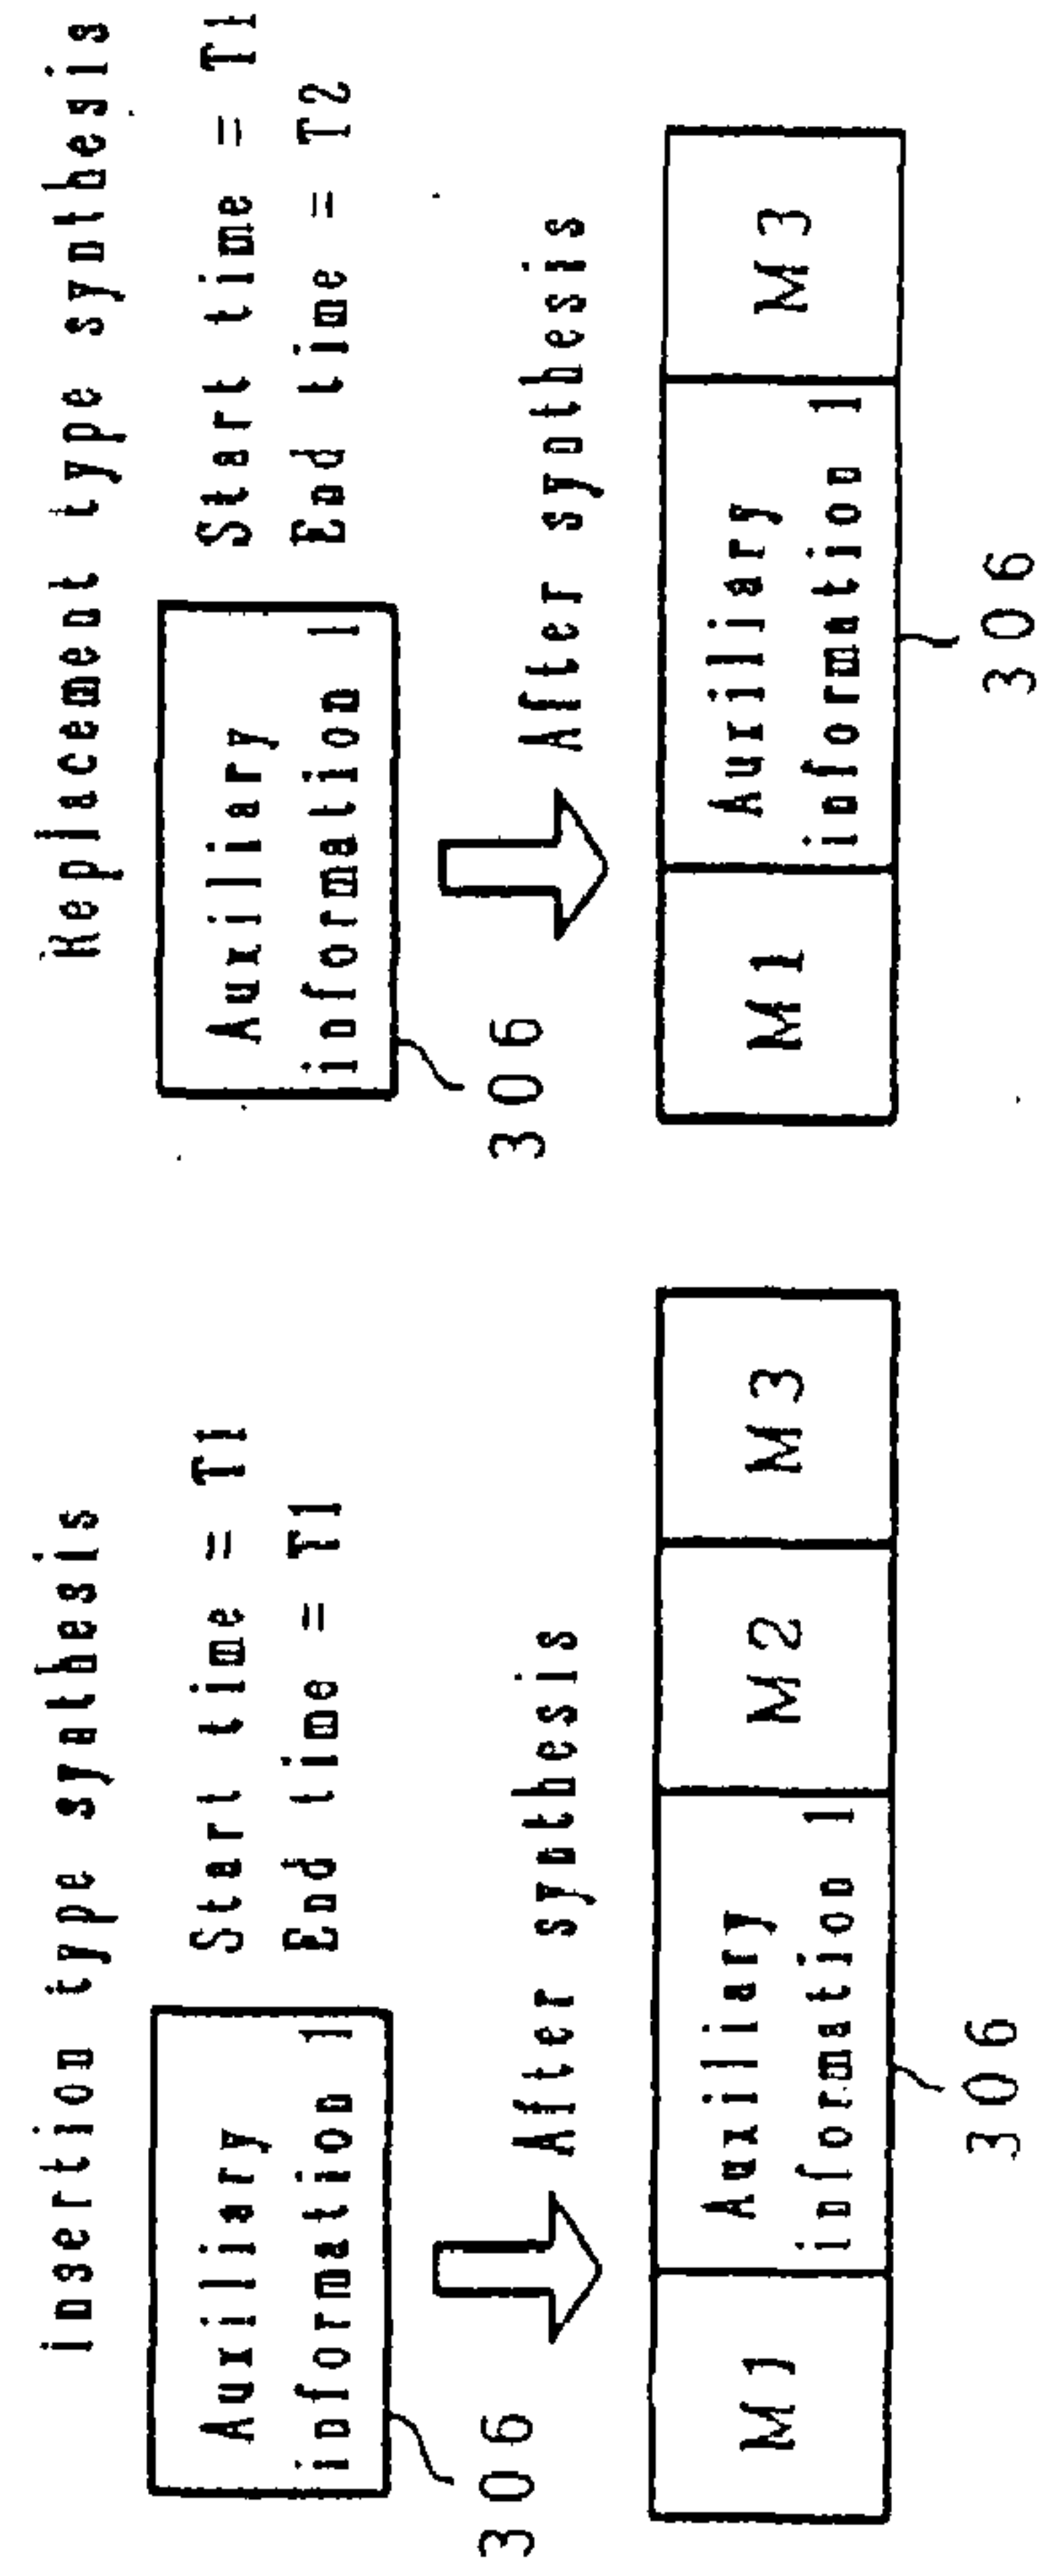 insertion type synthesis
Auxiliary
information 1
Start time = T1
End time = T1
306
After synthesis
M1
Auxiliary
information 1
M2
M3
306
Replacement type synthesis
Auxiliary
information 1
Start time = T1
End time = T2
306
After synthesis
M1
Auxiliary
information 1
M3
306